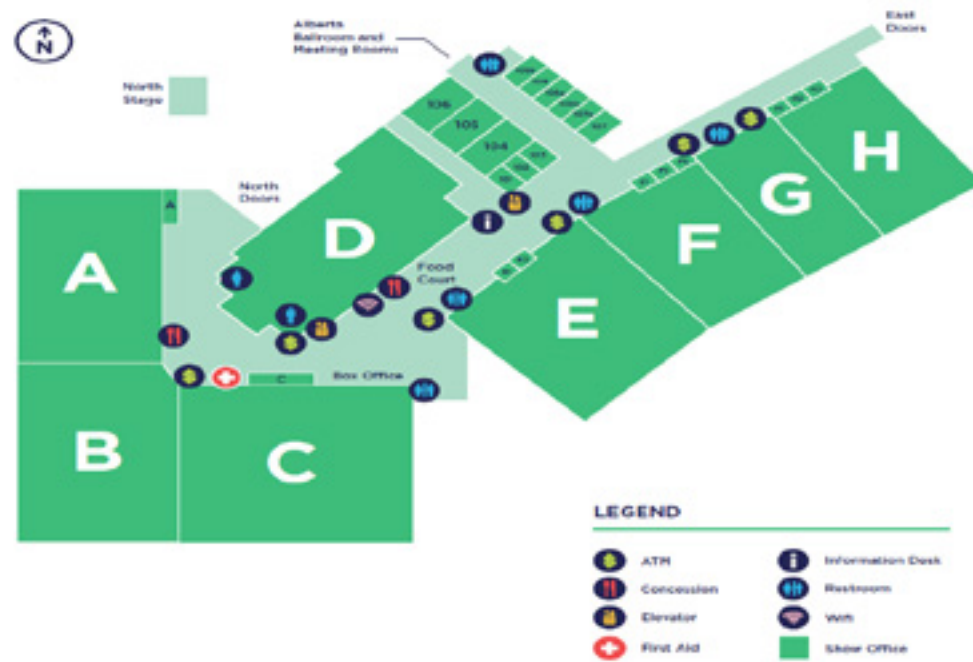 N
Alberta
Ballroom and
Meeting Rooms
East
Doors
North
Stage
106
105
104
North
Doors
A
A
D
H
G
F
E
Food
Court
B
C
Box Office
C
LEGEND
ATM
Concession
Elevator
First Aid
Information Desk
Restroom
Wifi
Show Office